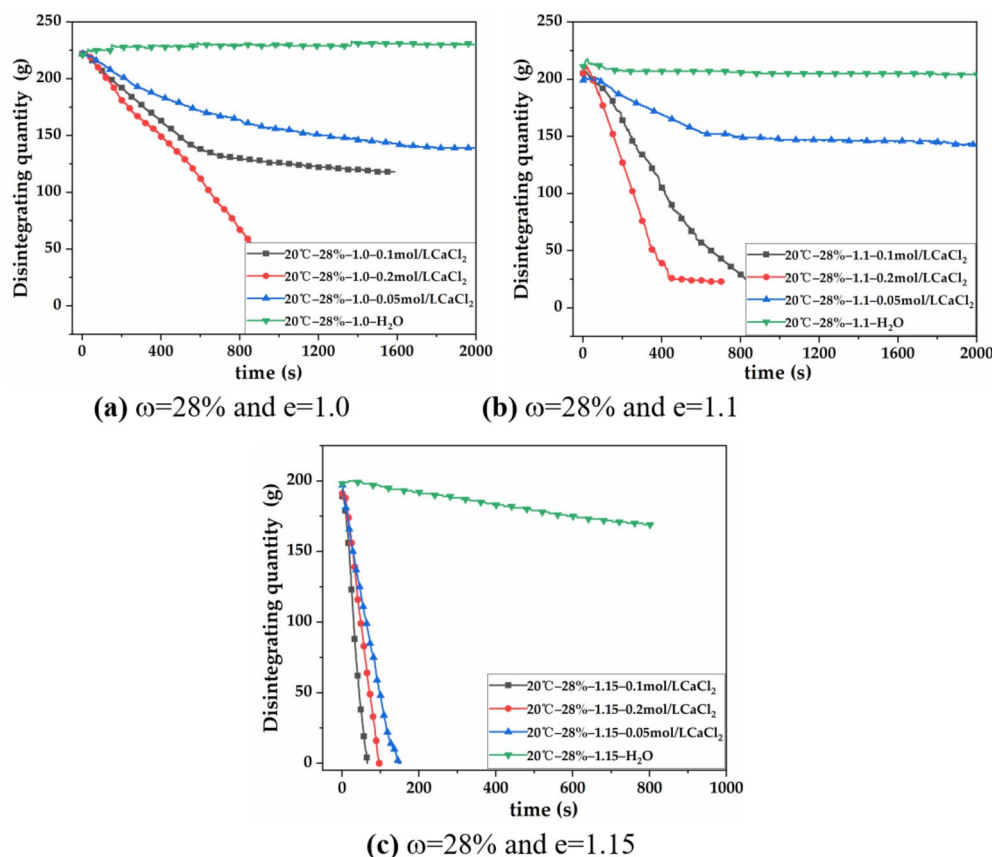 250
200
150
100
50
0
Disintegrating quantity (g)
0 400 800 1200 1600 2000
time (s)
20℃–28%–1.0–0.1mol/LCaCl₂
20℃–28%–1.0–0.2mol/LCaCl₂
20℃–28%–1.0–0.05mol/LCaCl₂
20℃–28%–1.0–H₂O
(a) ω=28% and e=1.0
250
200
150
100
50
0
Disintegrating quantity (g)
0 400 800 1200 1600 2000
time (s)
20℃–28%–1.1–0.1mol/LCaCl₂
20℃–28%–1.1–0.2mol/LCaCl₂
20℃–28%–1.1–0.05mol/LCaCl₂
20℃–28%–1.1–H₂O
(b) ω=28% and e=1.1
200
150
100
50
0
Disintegrating quantity (g)
0 200 400 600 800 1000
time (s)
20℃–28%–1.15–0.1mol/LCaCl₂
20℃–28%–1.15–0.2mol/LCaCl₂
20℃–28%–1.15–0.05mol/LCaCl₂
20℃–28%–1.15–H₂O
(c) ω=28% and e=1.15